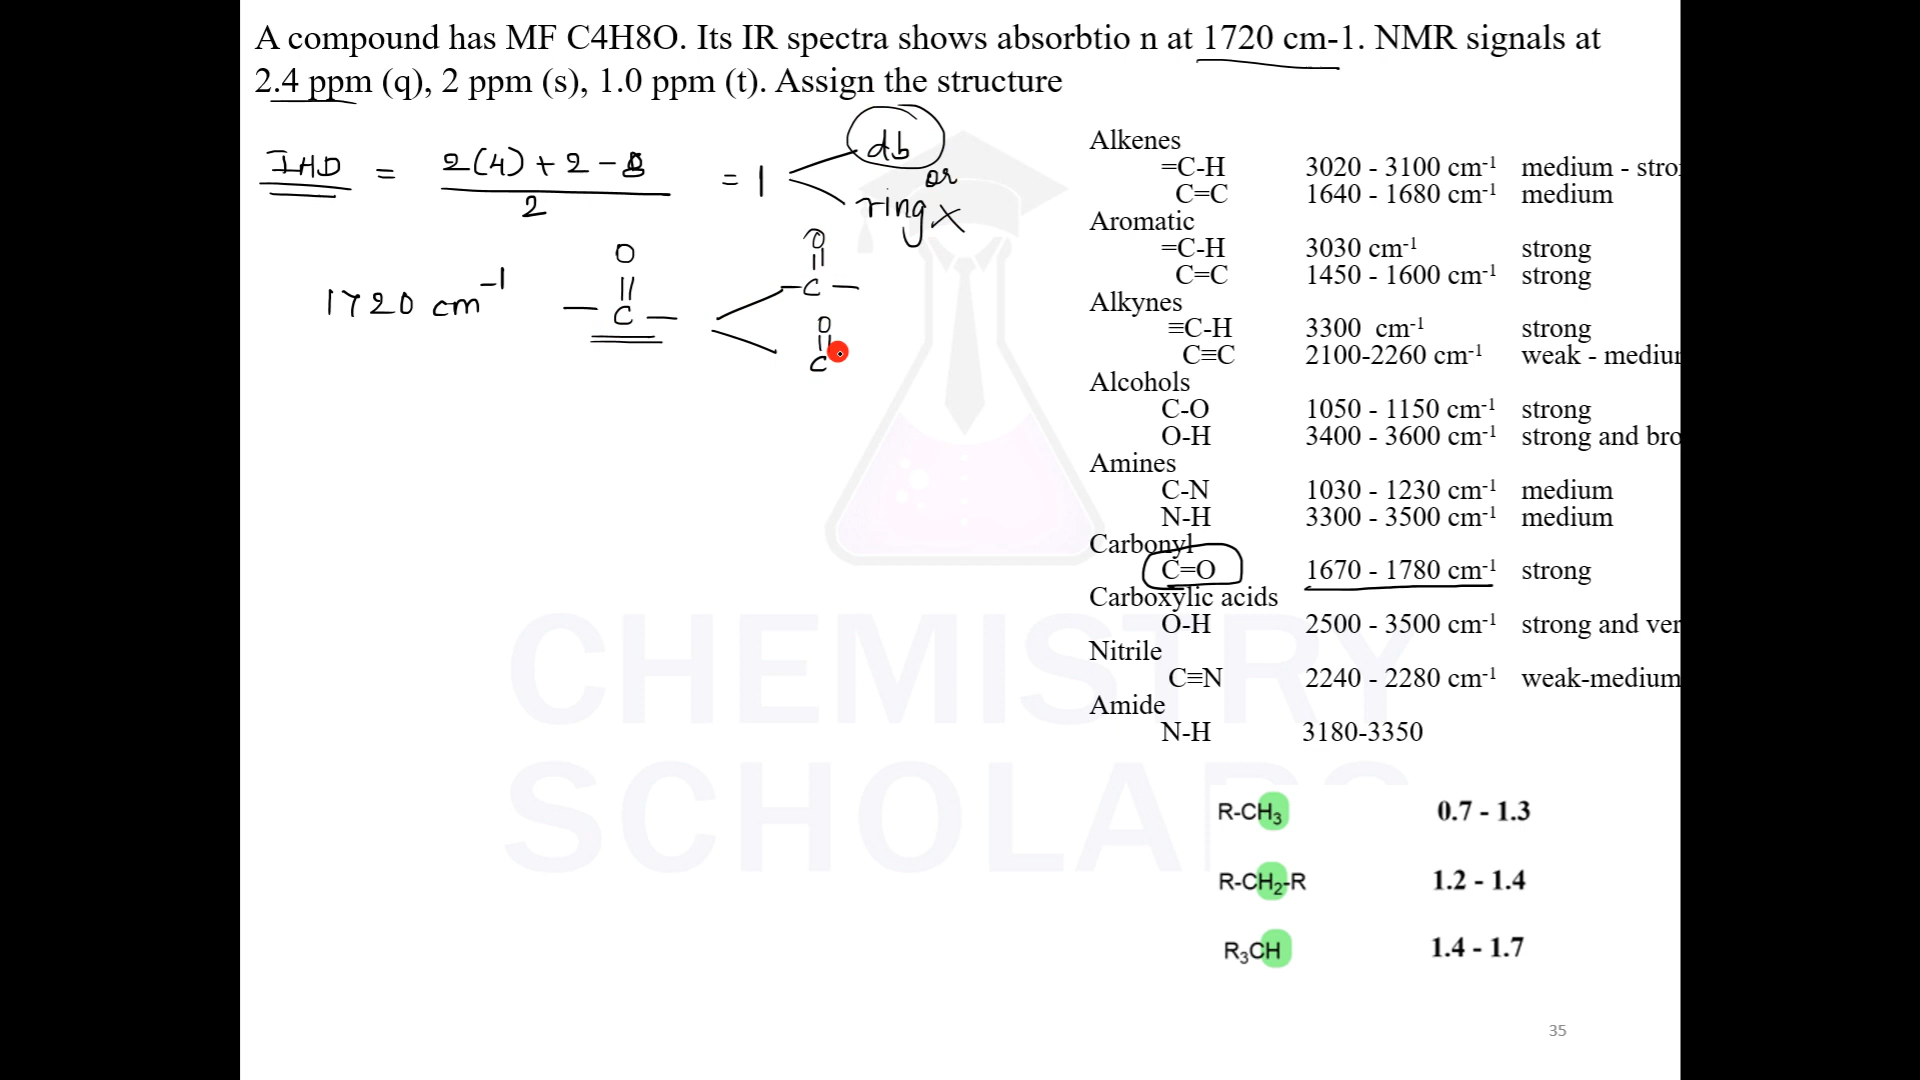 A compound has MF C4H8O. Its IR spectra shows absorbtio n at 1720 cm-1. NMR signals at
2.4 ppm (q), 2 ppm (s), 1.0 ppm (t). Assign the structure
IHD = 2(4) + 2 - 8 / 2 = 1
db
or
ring x
1720 cm⁻¹
O
||
- C -
O
||
- C -
O
||
C
Alkenes
=C-H 3020 - 3100 cm-1 medium - stro
C=C 1640 - 1680 cm-1 medium
Aromatic
=C-H 3030 cm-1 strong
C=C 1450 - 1600 cm-1 strong
Alkynes
≡C-H 3300 cm-1 strong
C≡C 2100-2260 cm-1 weak - mediu
Alcohols
C-O 1050 - 1150 cm-1 strong
O-H 3400 - 3600 cm-1 strong and bro
Amines
C-N 1030 - 1230 cm-1 medium
N-H 3300 - 3500 cm-1 medium
Carbonyl
C=O 1670 - 1780 cm-1 strong
Carboxylic acids
O-H 2500 - 3500 cm-1 strong and ver
Nitrile
C≡N 2240 - 2280 cm-1 weak-medium
Amide
N-H 3180-3350
R-CH3 0.7 - 1.3
R-CH2-R 1.2 - 1.4
R3CH 1.4 - 1.7
CHEMISTRY
SCHOLARS
35